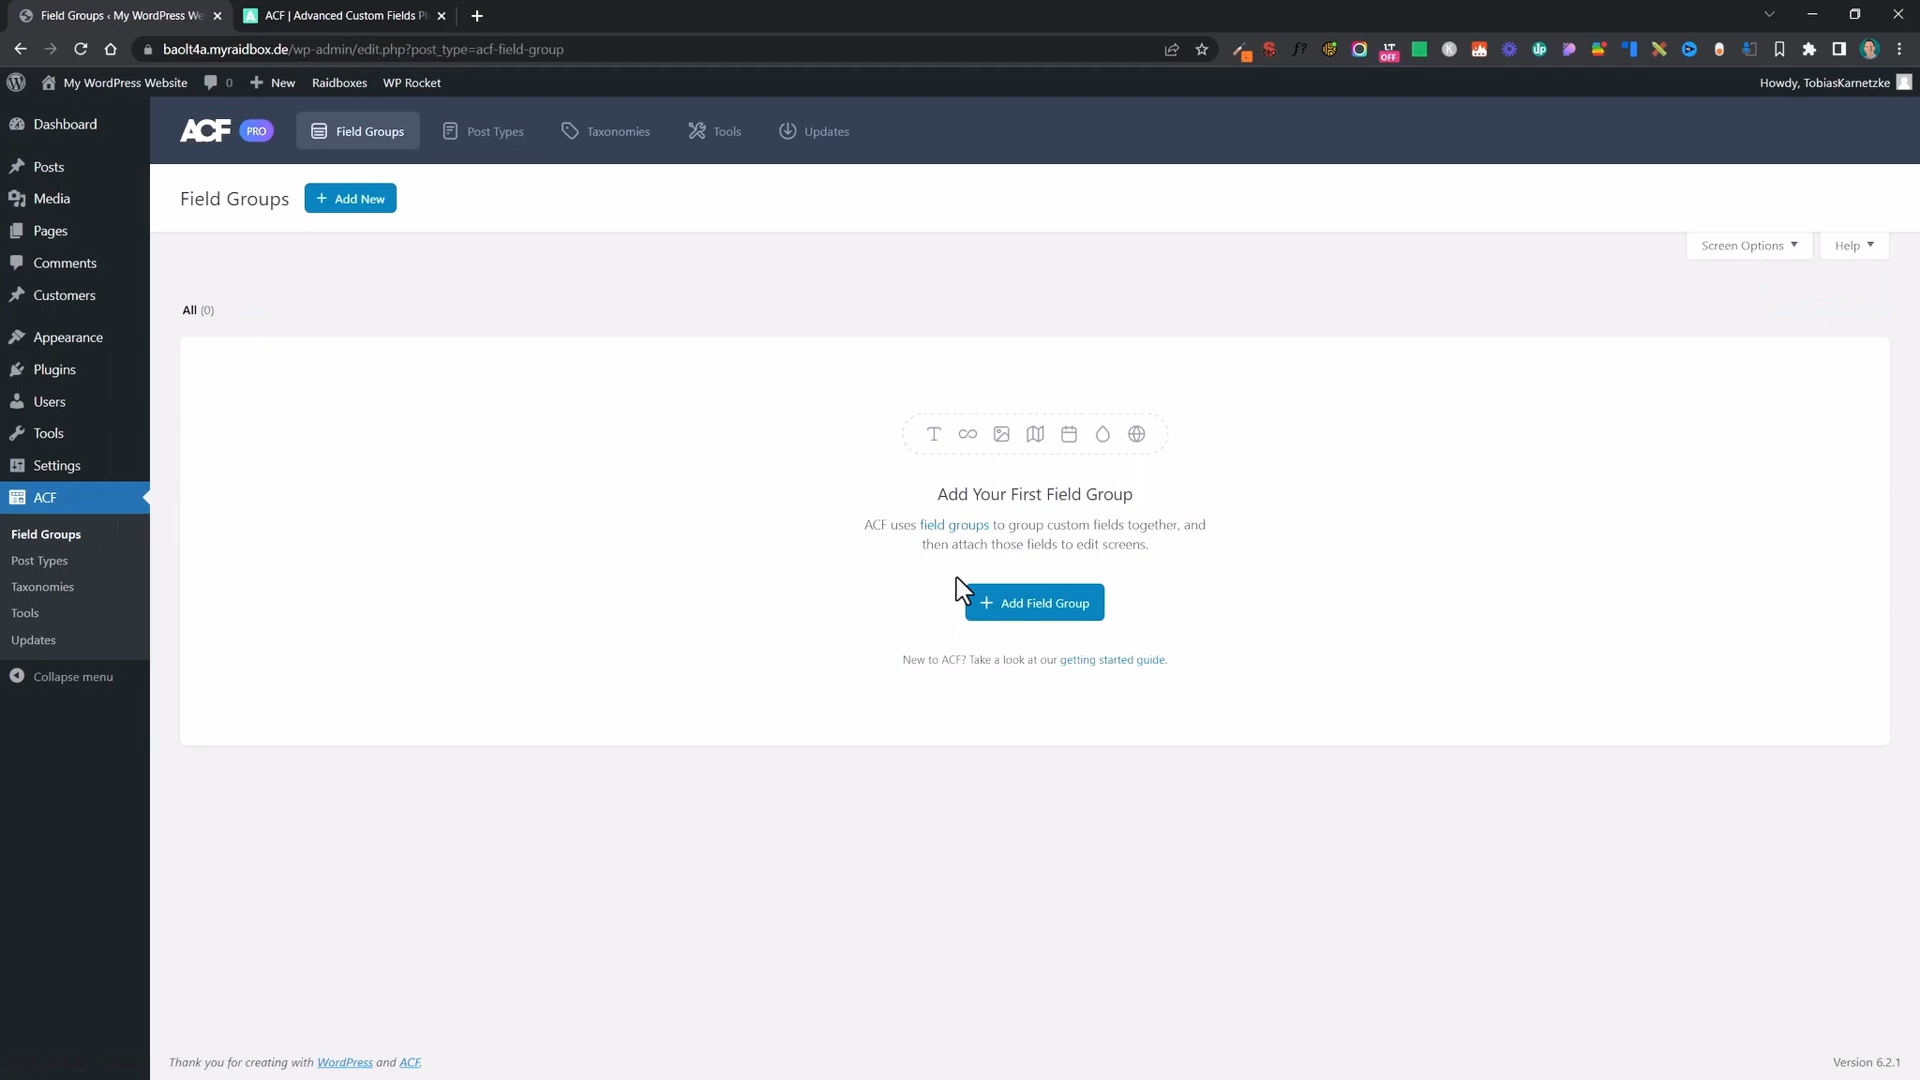 Field Groups ‹ My WordPress We
ACF | Advanced Custom Fields Pl
baolt4a.myraidbox.de/wp-admin/edit.php?post_type=acf-field-group
My WordPress Website
0
New
Raidboxes
WP Rocket
Howdy, TobiasKarnetzke
Dashboard
Posts
Media
Pages
Comments
Customers
Appearance
Plugins
Users
Tools
Settings
ACF
Field Groups
Post Types
Taxonomies
Tools
Updates
Collapse menu
ACF PRO
Field Groups
Post Types
Taxonomies
Tools
Updates
Field Groups
+ Add New
Screen Options
Help
All (0)
Add Your First Field Group
ACF uses field groups to group custom fields together, and
then attach those fields to edit screens.
+ Add Field Group
New to ACF? Take a look at our getting started guide.
Thank you for creating with WordPress and ACF.
Version 6.2.1